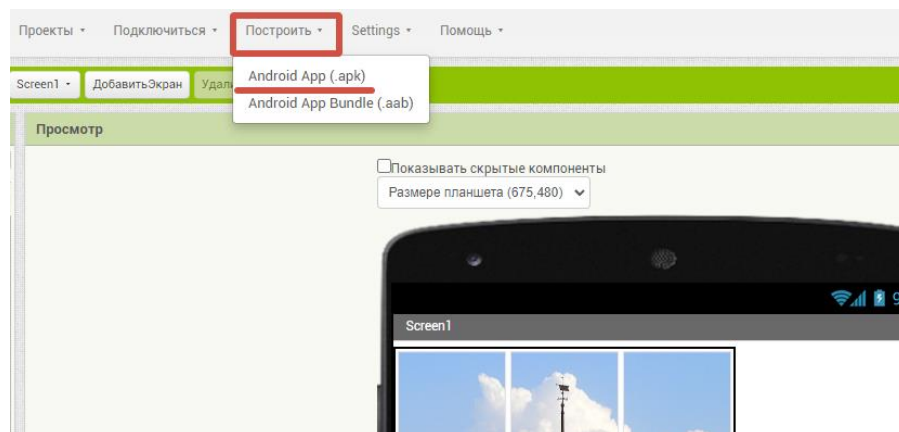 Проекты Подключиться Построить Settings Помощь
Screen1 ДобавитьЭкран
Android App (.apk)
Android App Bundle (.aab)
Просмотр
Показывать скрытые компоненты
Размере планшета (675,480)
9
Screen1